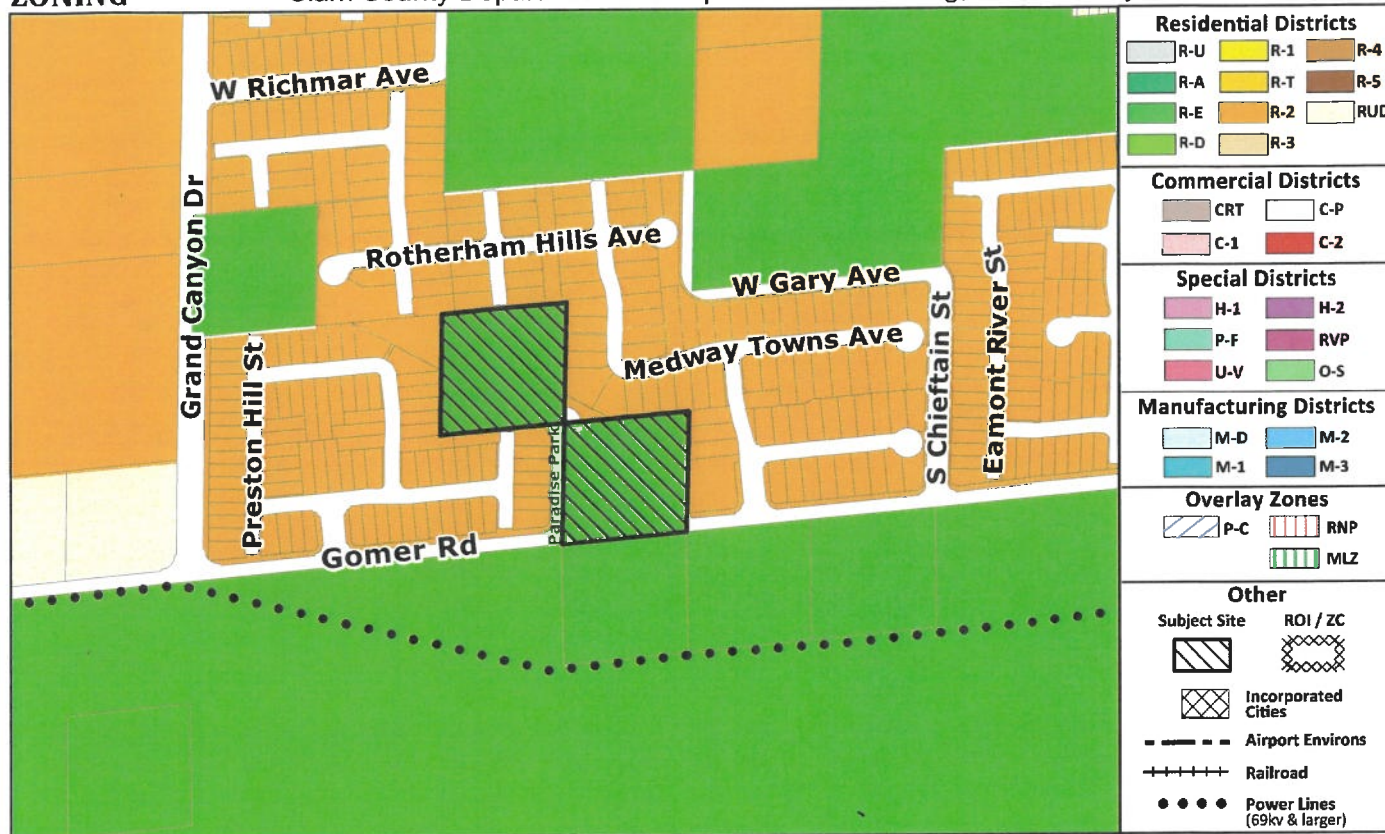 ZONING
W Richmar Ave
Grand Canyon Dr
Rotherham Hills Ave
W Gary Ave
Medway Towns Ave
S Chieftain St
Eamont River St
Preston Hill St
Paradise Park
Gomer Rd
Residential Districts
R-U R-1 R-4
R-A R-T R-5
R-E R-2 RUD
R-D R-3
Commercial Districts
CRT C-P
C-1 C-2
Special Districts
H-1 H-2
P-F RVP
U-V O-S
Manufacturing Districts
M-D M-2
M-1 M-3
Overlay Zones
P-C RNP
MLZ
Other
Subject Site ROI / ZC
Incorporated
Cities
Airport Environs
Railroad
Power Lines
(69kv & larger)